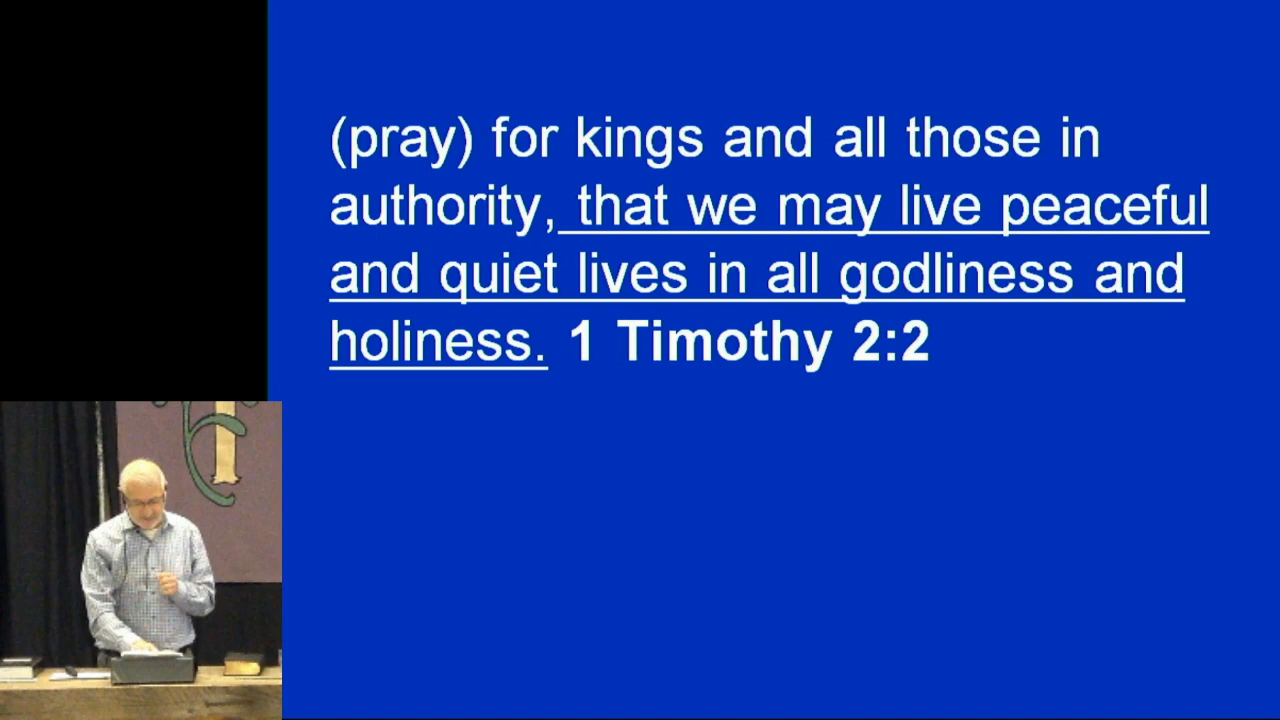 (pray) for kings and all those in
authority, that we may live peaceful
and quiet lives in all godliness and
holiness. 1 Timothy 2:2